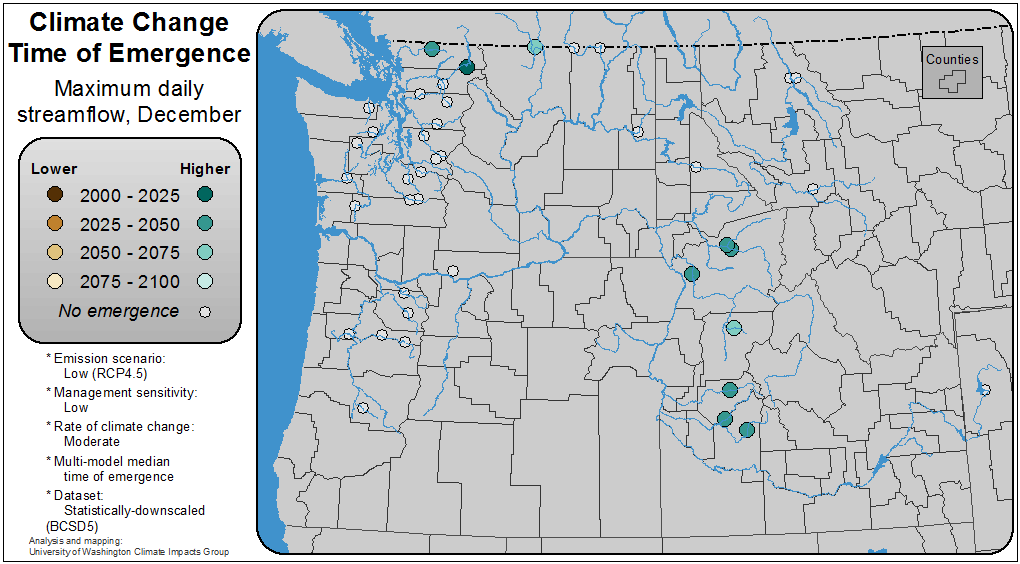 Climate Change
Time of Emergence
Maximum daily
streamflow, December
Lower Higher
2000 - 2025
2025 - 2050
2050 - 2075
2075 - 2100
No emergence
* Emission scenario:
Low (RCP4.5)
* Management sensitivity:
Low
* Rate of climate change:
Moderate
* Multi-model median
time of emergence
* Dataset:
Statistically-downscaled
(BCSD5)
Analysis and mapping:
University of Washington Climate Impacts Group
Counties